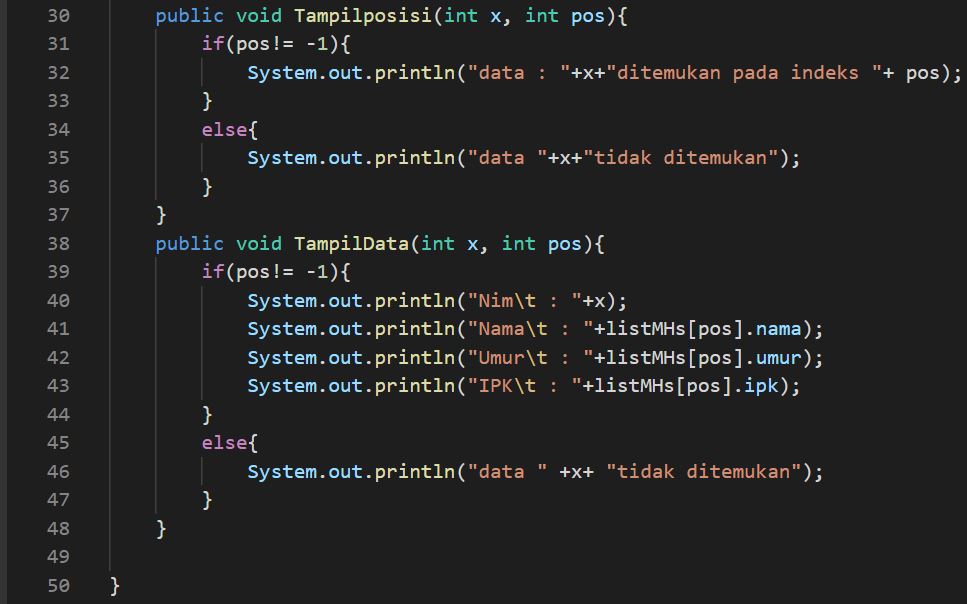 30 public void Tampilposisi(int x, int pos){
31 if(pos!= -1){
32 System.out.println("data : "+x+"ditemukan pada indeks "+ pos);
33 }
34 else{
35 System.out.println("data "+x+"tidak ditemukan");
36 }
37 }
38 public void TampilData(int x, int pos){
39 if(pos!= -1){
40 System.out.println("Nim\t : "+x);
41 System.out.println("Nama\t : "+listMHs[pos].nama);
42 System.out.println("Umur\t : "+listMHs[pos].umur);
43 System.out.println("IPK\t : "+listMHs[pos].ipk);
44 }
45 else{
46 System.out.println("data " +x+ "tidak ditemukan");
47 }
48 }
49
50 }